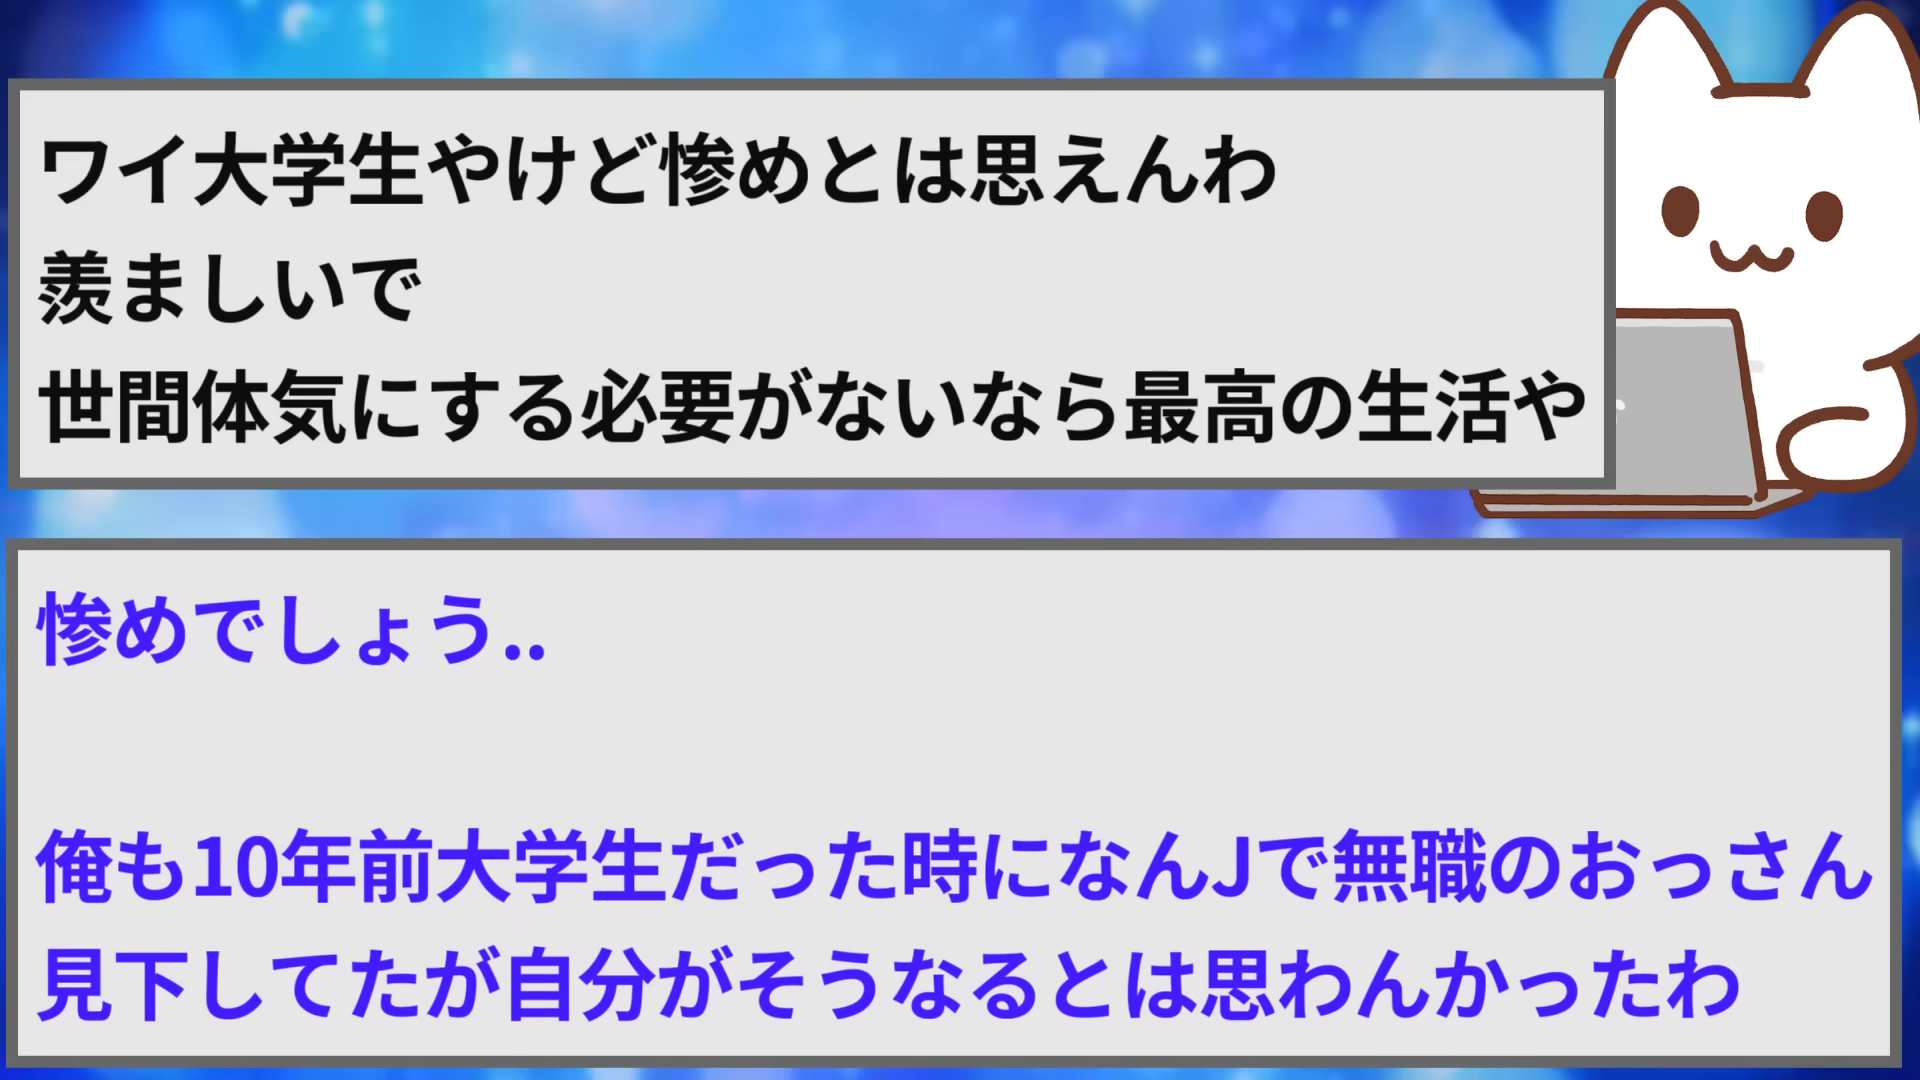 ワイ大学生やけど惨めとは思えんわ
羨ましいで
世間体気にする必要がないなら最高の生活や
惨めでしょう..
俺も10年前大学生だった時になんJで無職のおっさん
見下してたが自分がそうなるとは思わんかったわ